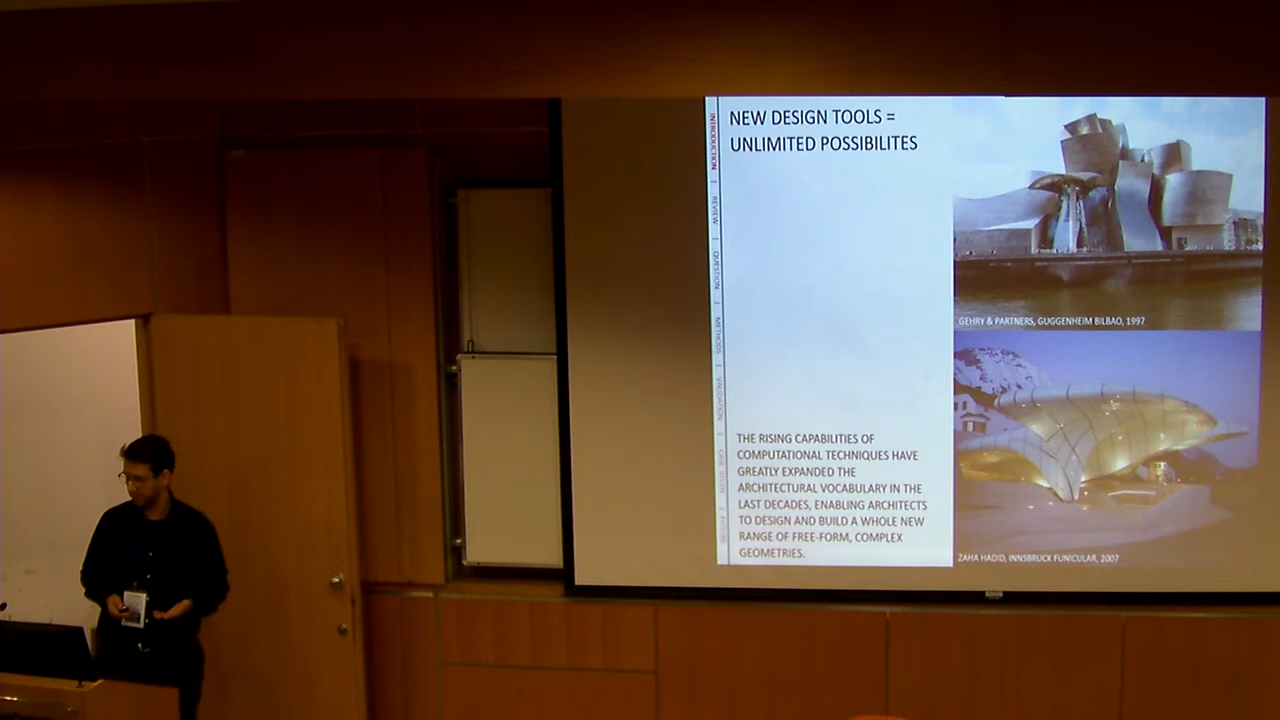 NEW DESIGN TOOLS =
UNLIMITED POSSIBILITES
INTRODUCTION | REVIEW | QUESTION | METHODS | VALIDATION | CASE STUDY | FUTURE
GEHRY & PARTNERS, GUGGENHEIM BILBAO, 1997
THE RISING CAPABILITIES OF
COMPUTATIONAL TECHNIQUES HAVE
GREATLY EXPANDED THE
ARCHITECTURAL VOCABULARY IN THE
LAST DECADES, ENABLING ARCHITECTS
TO DESIGN AND BUILD A WHOLE NEW
RANGE OF FREE-FORM, COMPLEX
GEOMETRIES.
ZAHA HADID, INNSBRUCK FUNICULAR, 2007